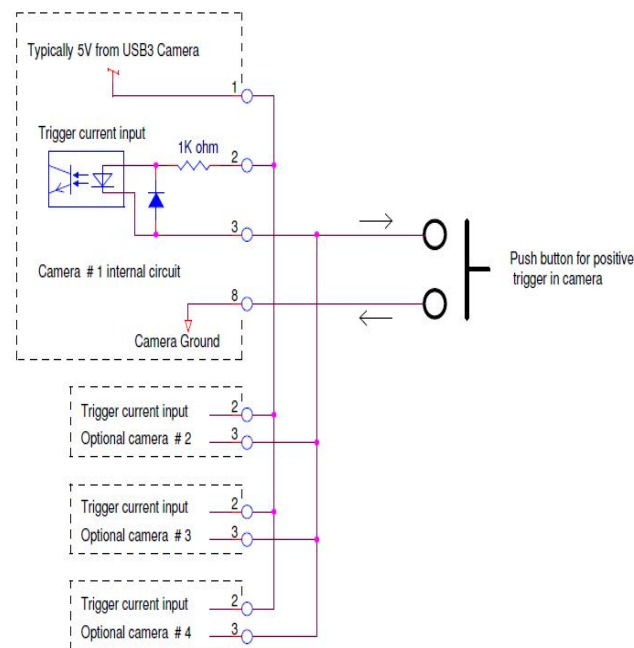 Typically 5V from USB3 Camera
1
Trigger current input
1K ohm
2
3
Push button for positive
trigger in camera
Camera # 1 internal circuit
8
Camera Ground
Trigger current input
2
Optional camera # 2
3
Trigger current input
2
Optional camera # 3
3
Trigger current input
2
Optional camera # 4
3